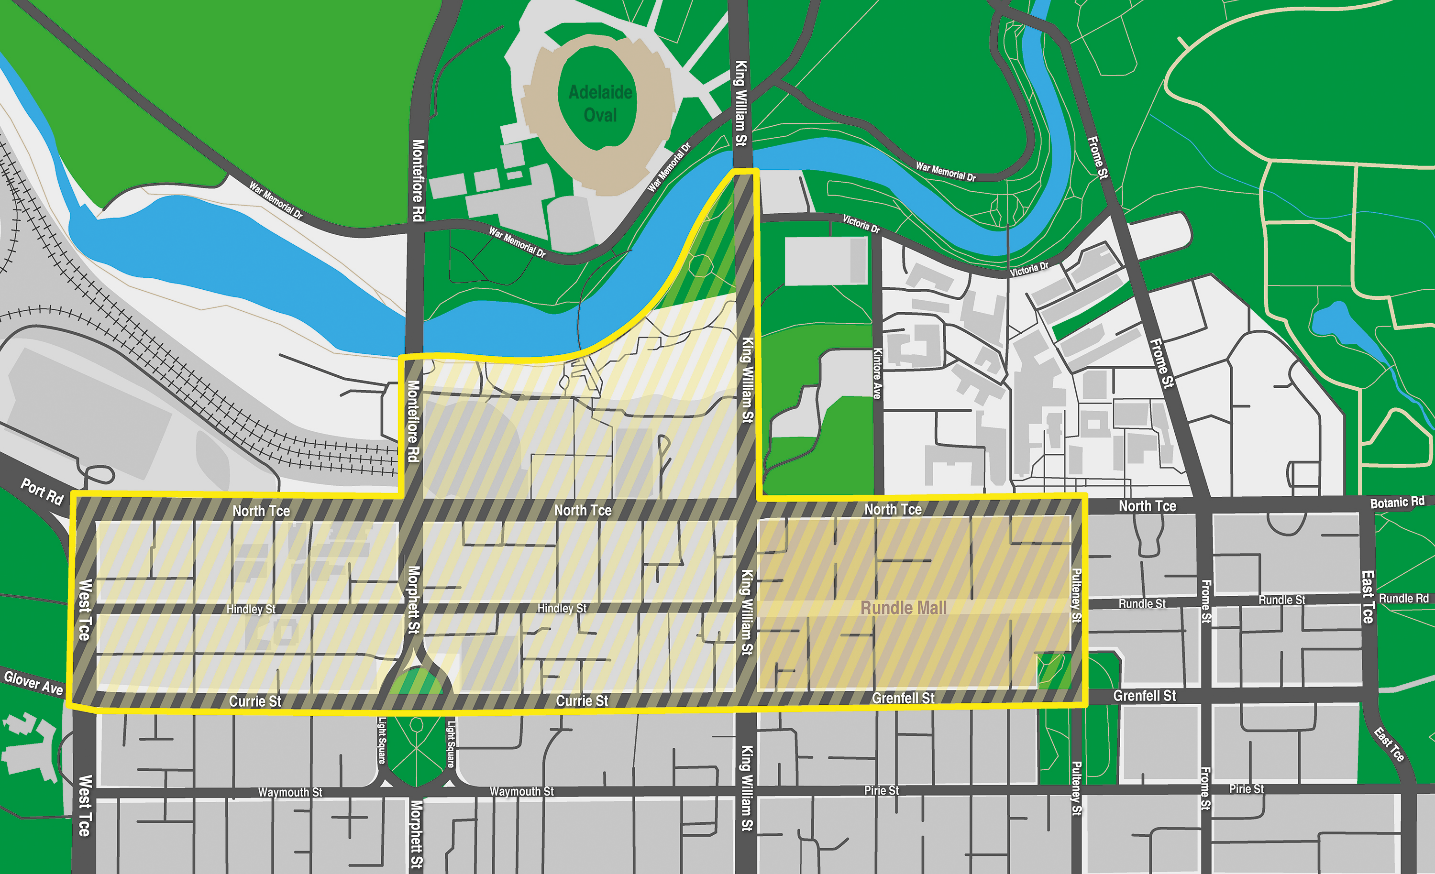 Adelaide
Oval
King William St
Montefiore Rd
War Memorial Dr
War Memorial Dr
War Memorial Dr
War Memorial Dr
Frome St
Victoria Dr
Victoria Dr
Kintore Ave
Frome St
King William St
Montefiore Rd
Port Rd
North Tce
North Tce
North Tce
North Tce
Botanic Rd
West Tce
Morphett St
King William St
Pulteney St
Frome St
East Tce
Hindley St
Hindley St
Rundle Mall
Rundle St
Rundle St
Rundle Rd
Glover Ave
Currie St
Currie St
Grenfell St
Grenfell St
Light Square
Light Square
East Tce
West Tce
Morphett St
King William St
Pulteney St
Frome St
Waymouth St
Waymouth St
Pirie St
Pirie St